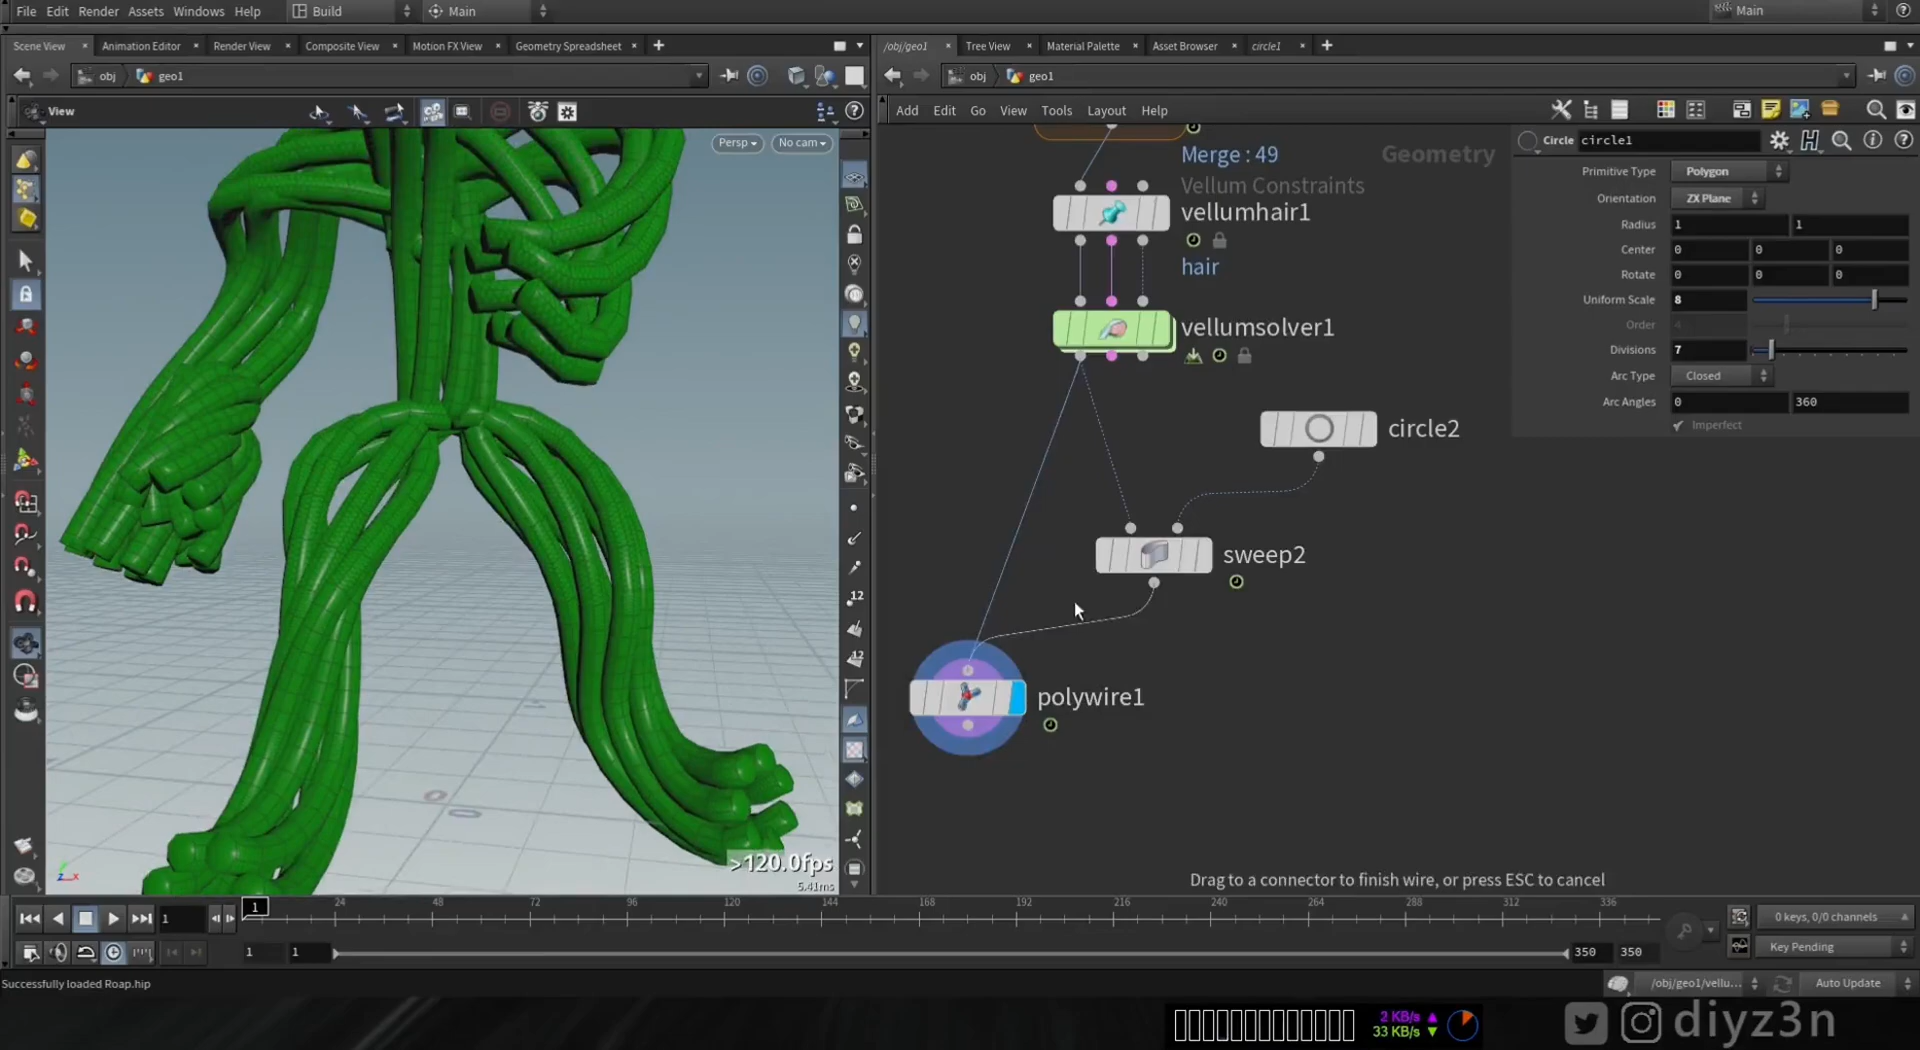 File Edit Render Assets Windows Help Build Main Main
Scene View Animation Editor Render View Composite View Motion FX View Geometry Spreadsheet
/obj/geo1 Tree View Material Palette Asset Browser circle1
obj geo1
obj geo1
View
Add Edit Go View Tools Layout Help
Persp No cam
Merge : 49
Geometry
Vellum Constraints
vellumhair1
hair
vellumsolver1
circle2
sweep2
polywire1
Circle circle1
Primitive Type Polygon
Orientation ZX Plane
Radius 1 1
Center 0 0 0
Rotate 0 0 0
Uniform Scale 8
Order 4
Divisions 7
Arc Type Closed
Arc Angles 0 360
Imperfect
12
12
>120.0fps
5.41ms
Drag to a connector to finish wire, or press ESC to cancel
1 1 24 48 72 96 120 144 168 192 216 240 264 288 312 336
0 keys, 0/0 channels
1 1 350 350
Key Pending
Successfully loaded Roap.hip
/obj/geo1/vellu... Auto Update
2 KB/s
33 KB/s
diyz3n